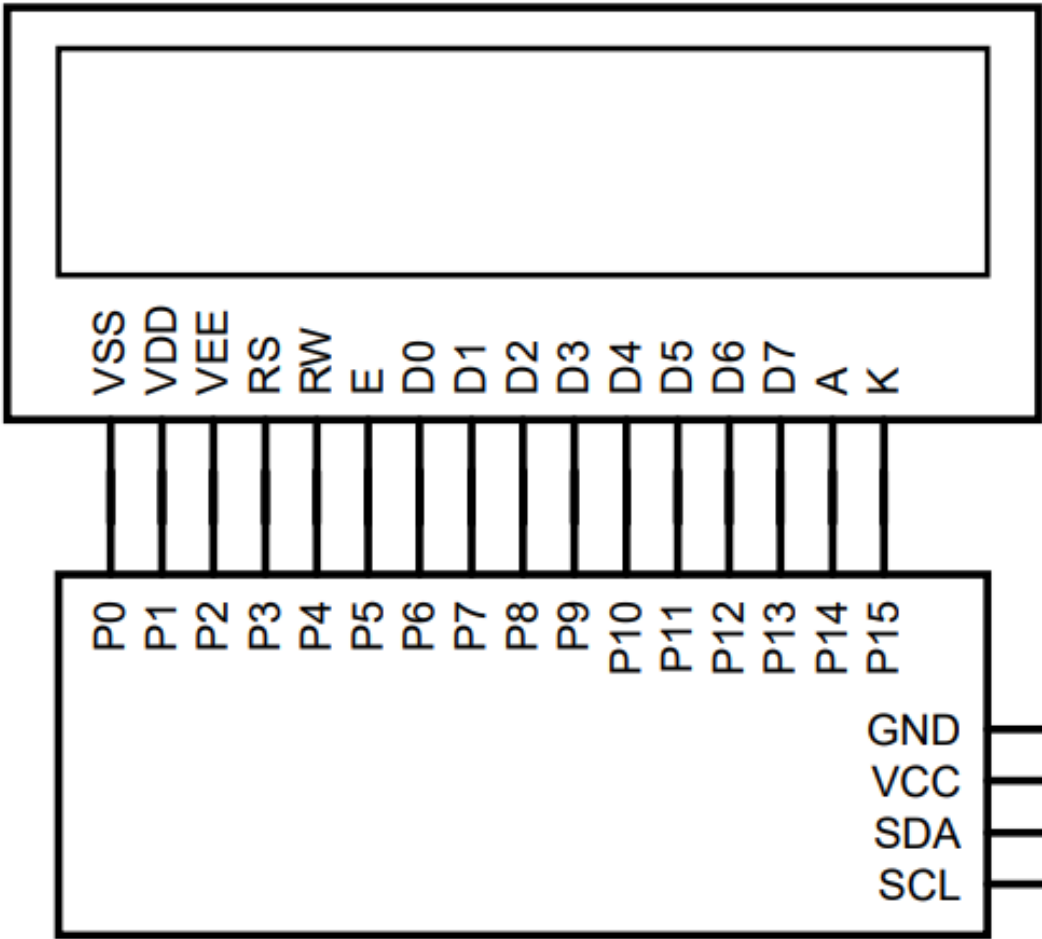 VSS VDD VEE RS RW E D0 D1 D2 D3 D4 D5 D6 D7 A K
P0 P1 P2 P3 P4 P5 P6 P7 P8 P9 P10 P11 P12 P13 P14 P15
GND
VCC
SDA
SCL